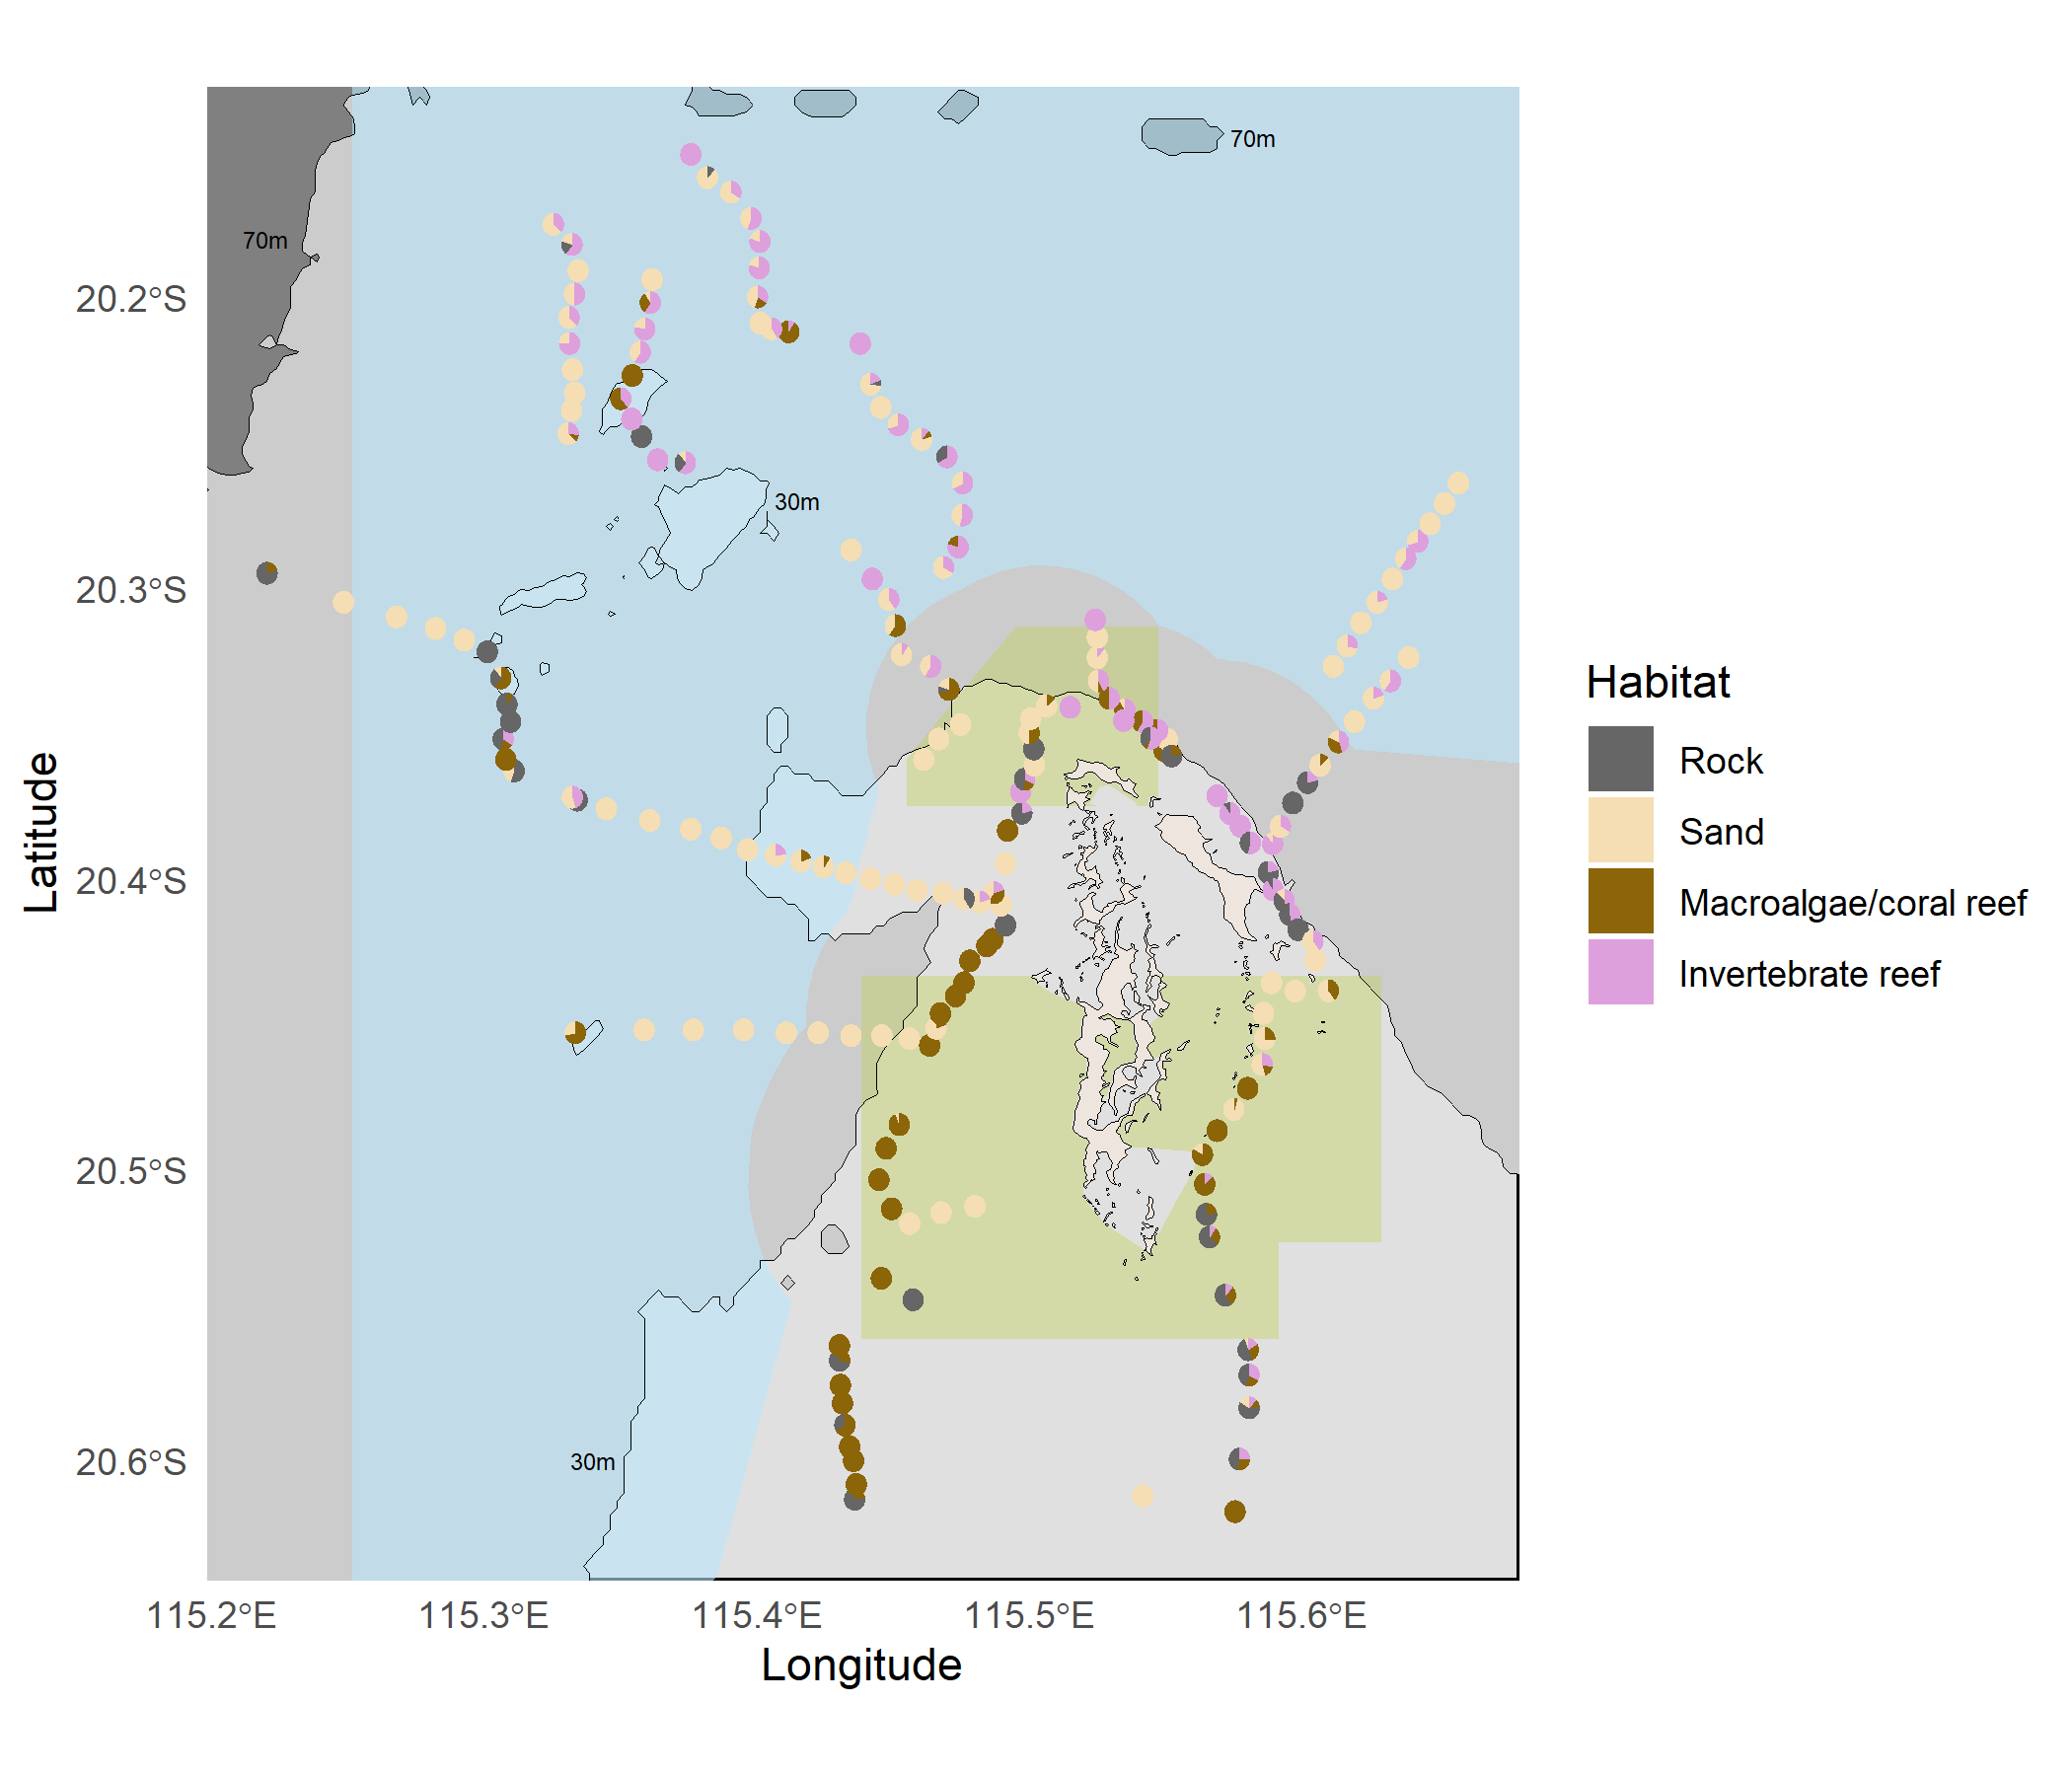 70m
70m
20.2°S
30m
20.3°S
20.4°S
20.5°S
20.6°S
30m
115.2°E
115.3°E
115.4°E
115.5°E
115.6°E
Longitude
Latitude
Habitat
Rock
Sand
Macroalgae/coral reef
Invertebrate reef